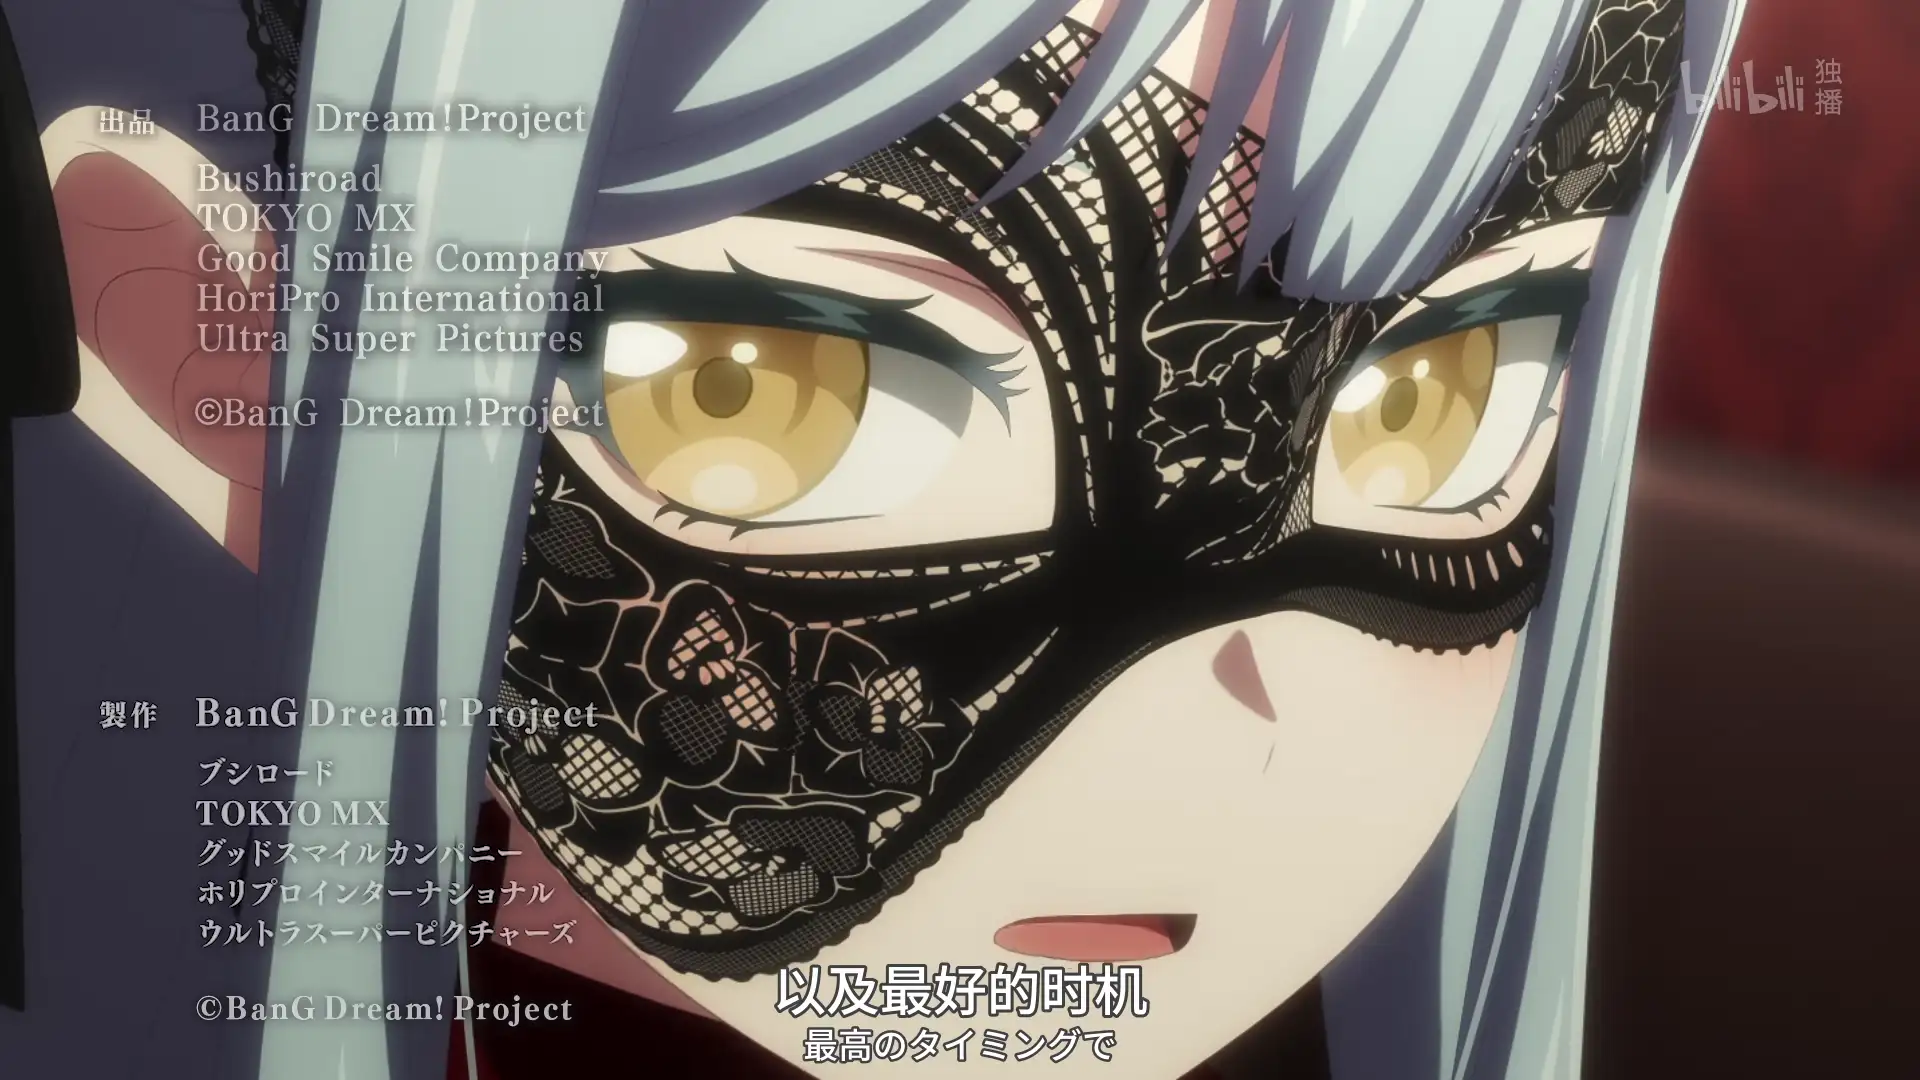 出品 BanG Dream!Project
Bushiroad
TOKYO MX
Good Smile Company
HoriPro International
Ultra Super Pictures
©BanG Dream!Project
bilibili 独播
製作 BanG Dream! Project
ブシロード
TOKYO MX
グッドスマイルカンパニー
ホリプロインターナショナル
ウルトラスーパーピクチャーズ
©BanG Dream! Project
以及最好的时机
最高のタイミングで